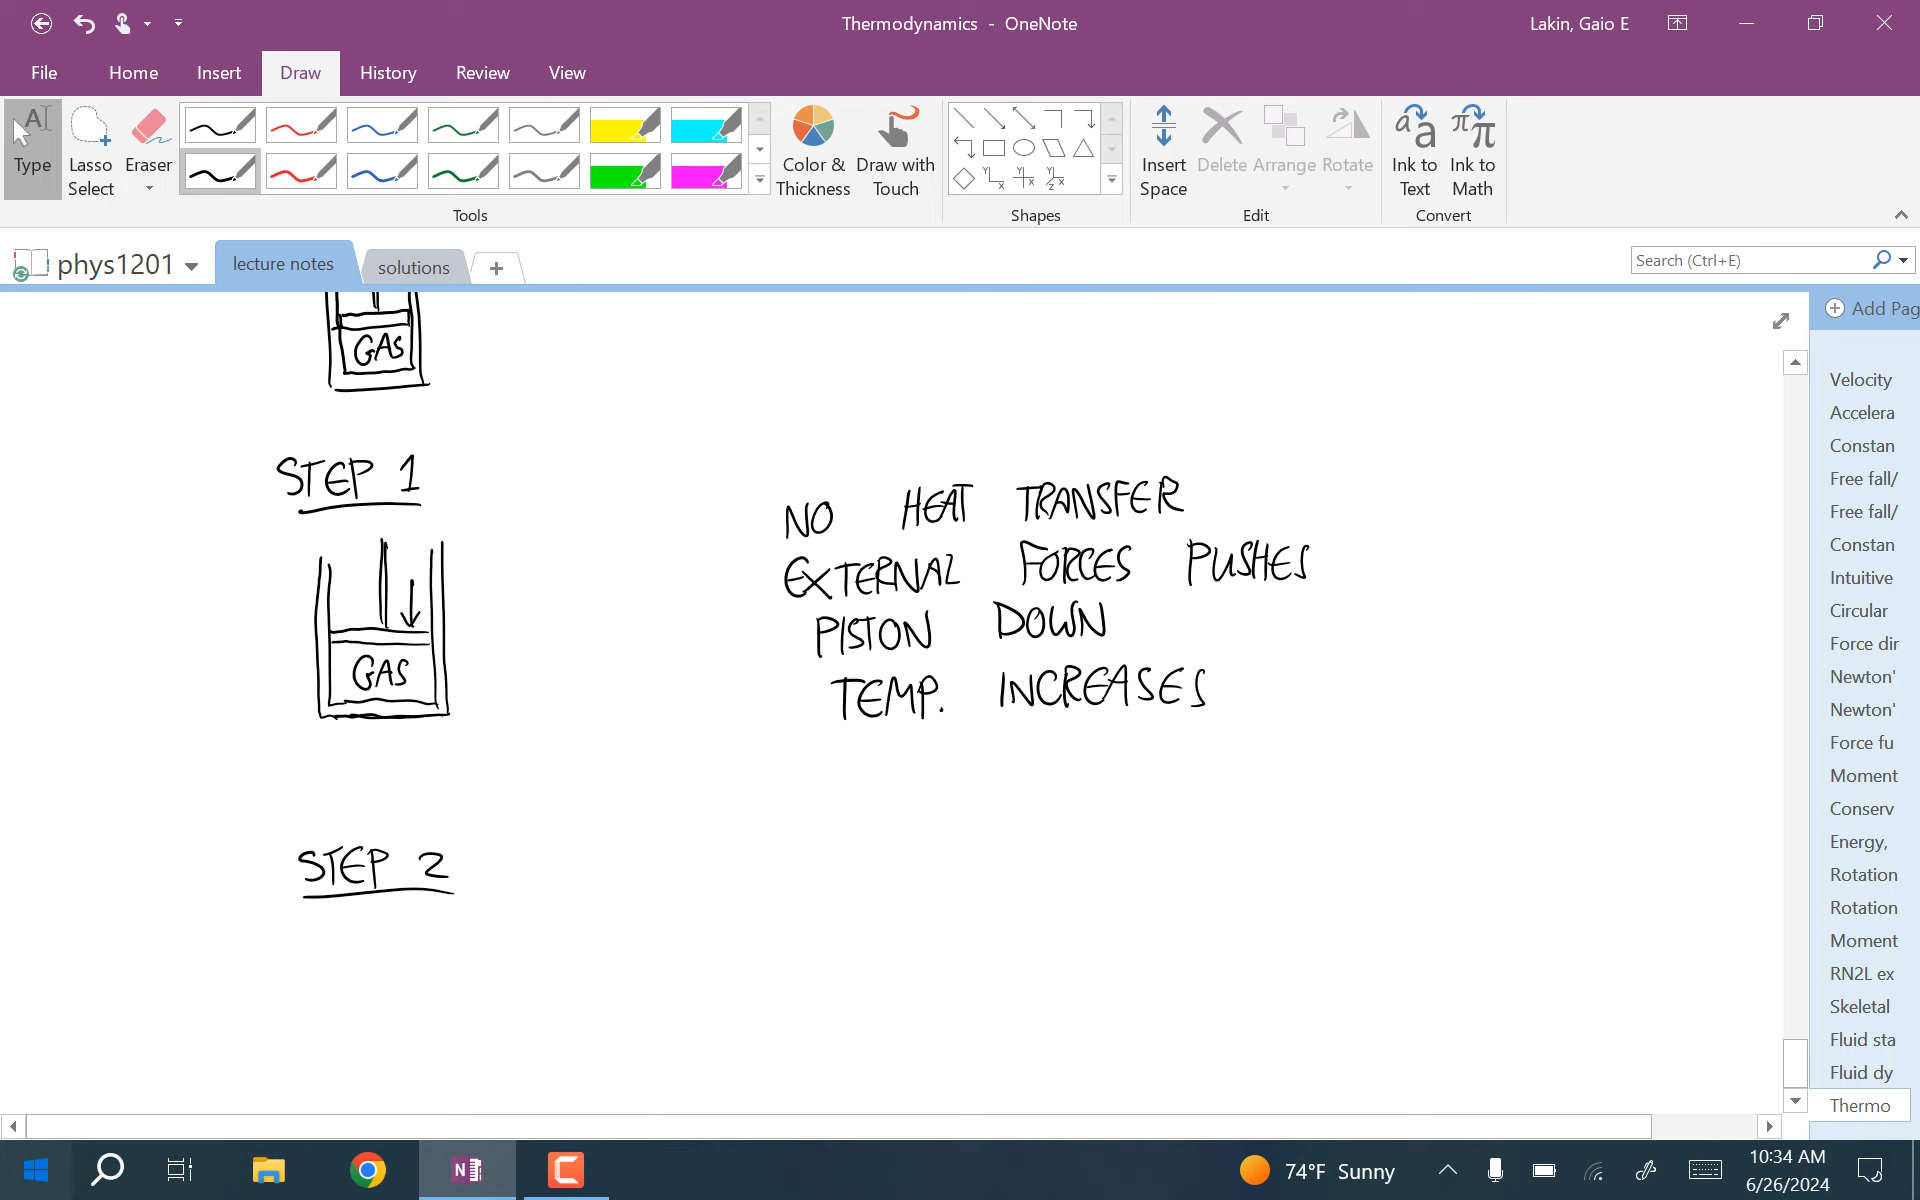 Thermodynamics - OneNote
Lakin, Gaio E
File Home Insert Draw History Review View
Type
Lasso Select
Eraser
Color & Thickness
Draw with Touch
Insert Space
Delete
Arrange
Rotate
Ink to Text
Ink to Math
Tools
Shapes
Edit
Convert
phys1201
lecture notes
solutions
Search (Ctrl+E)
Add Pag
GAS
STEP 1
NO HEAT TRANSFER
EXTERNAL FORCES PUSHES
PISTON DOWN
TEMP. INCREASES
GAS
STEP 2
Velocity
Accelera
Constan
Free fall/
Free fall/
Constan
Intuitive
Circular
Force dir
Newton'
Newton'
Force fu
Moment
Conserv
Energy,
Rotation
Rotation
Moment
RN2L ex
Skeletal
Fluid sta
Fluid dy
Thermo
74°F Sunny
10:34 AM
6/26/2024